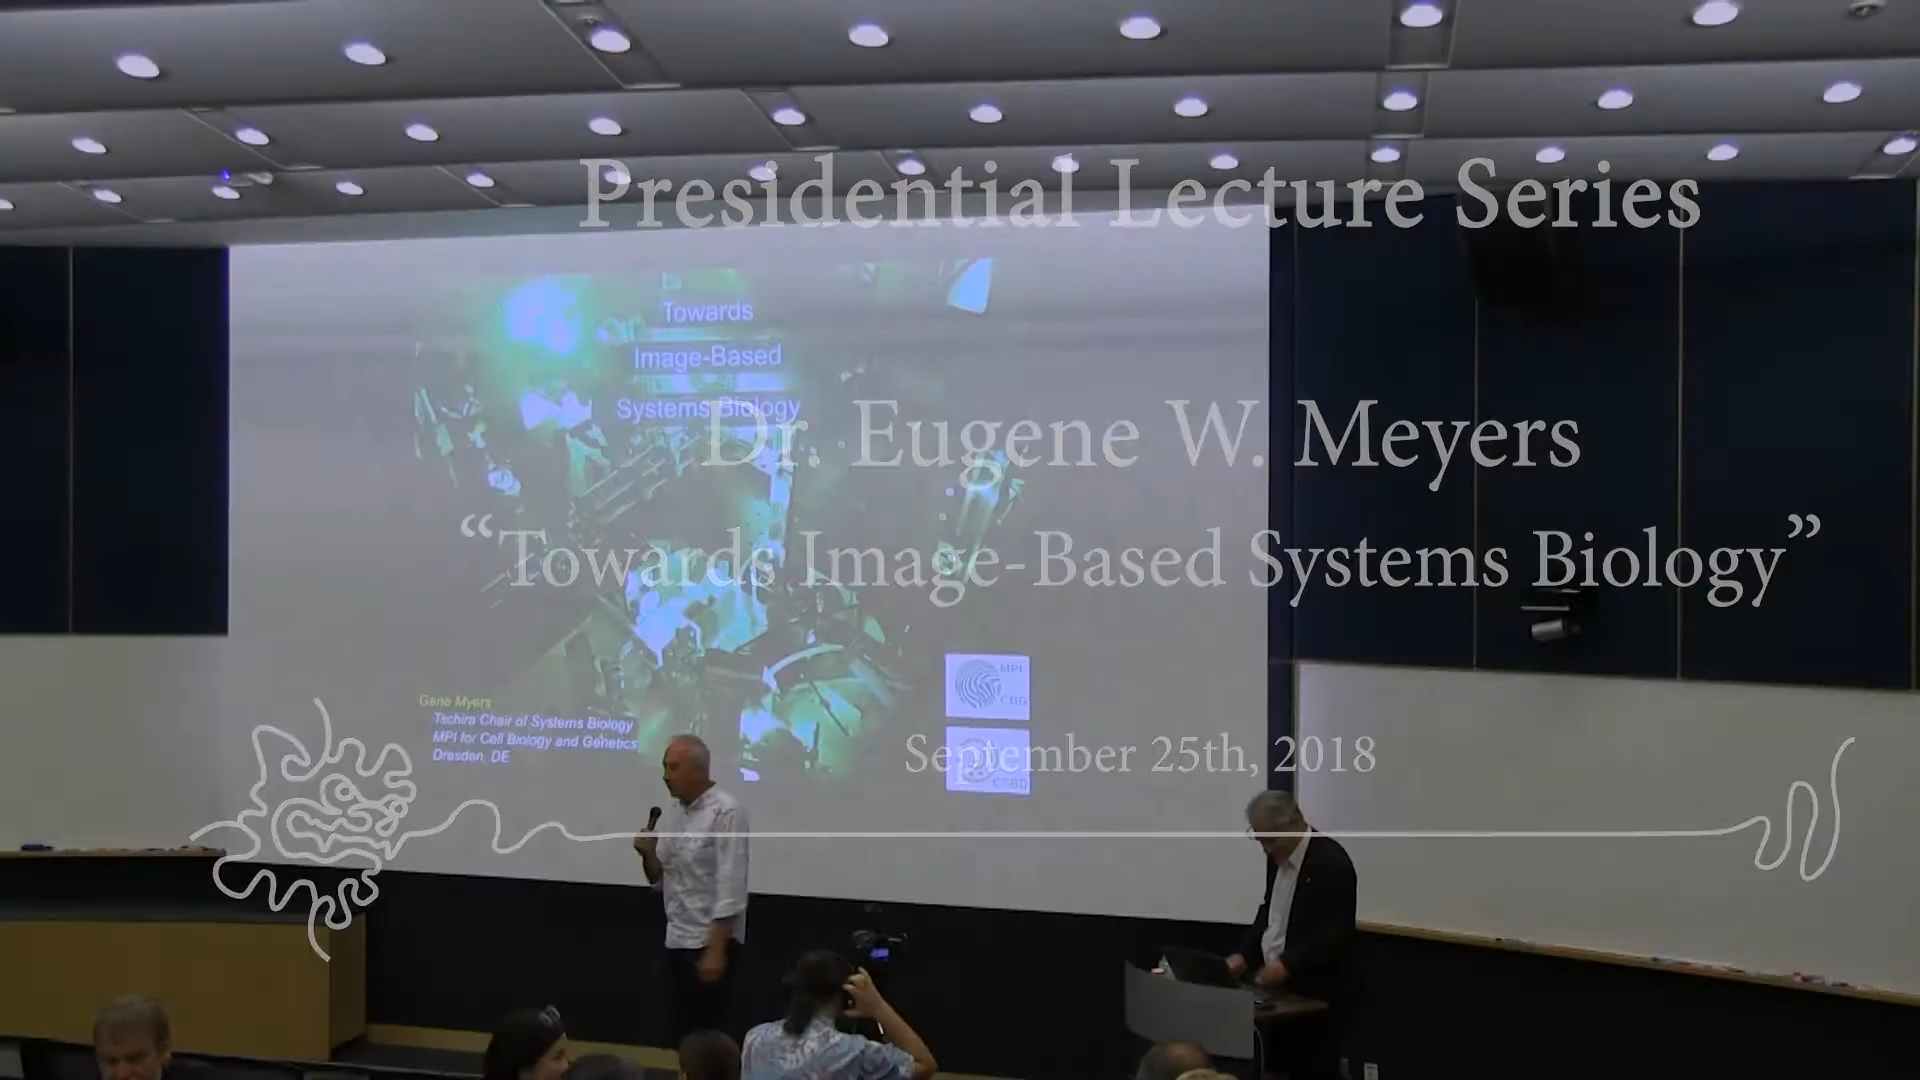 Presidential Lecture Series
Dr. Eugene W. Meyers
“Towards Image-Based Systems Biology”
September 25th, 2018
Towards
Image-Based
Systems Biology
Gene Myers
Tschira Chair of Systems Biology
MPI for Cell Biology and Genetics
Dresden, DE
MPI
CBG
CSBD